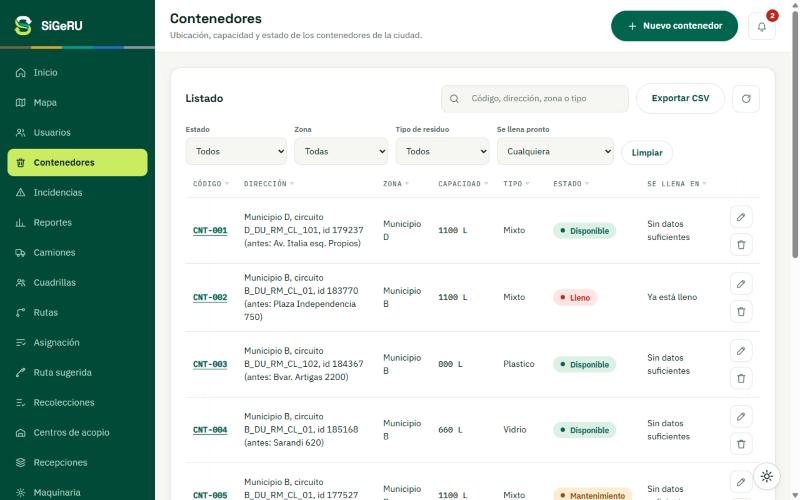 SiGeRU
Inicio
Mapa
Usuarios
Contenedores
Incidencias
Reportes
Camiones
Cuadrillas
Rutas
Asignación
Ruta sugerida
Recolecciones
Centros de acopio
Recepciones
Maquinaria
Contenedores
Ubicación, capacidad y estado de los contenedores de la ciudad.
+ Nuevo contenedor
2
Listado
Código, dirección, zona o tipo
Exportar CSV
Estado Zona Tipo de residuo Se llena pronto
Todos Todas Todos Cualquiera Limpiar
CÓDIGO DIRECCIÓN ZONA CAPACIDAD TIPO ESTADO SE LLENA EN
CNT-001
Municipio D, circuito
D_DU_RM_CL_101, id 179237
(antes: Av. Italia esq. Propios)
Municipio
D
1100 L
Mixto
Disponible
Sin datos
suficientes
CNT-002
Municipio B, circuito
B_DU_RM_CL_01, id 183770
(antes: Plaza Independencia
750)
Municipio
B
1100 L
Mixto
Lleno
Ya está lleno
CNT-003
Municipio B, circuito
B_DU_RM_CL_102, id 184367
(antes: Bvar. Artigas 2200)
Municipio
B
800 L
Plastico
Disponible
Sin datos
suficientes
CNT-004
Municipio B, circuito
B_DU_RM_CL_01, id 185168
(antes: Sarandi 620)
Municipio
B
660 L
Vidrio
Disponible
Sin datos
suficientes
CNT-005
Municipio B, circuito
B_DU_RM_CL_01, id 177527
Municipio
B
1100 L
Mixto
Mantenimiento
Sin datos
suficientes